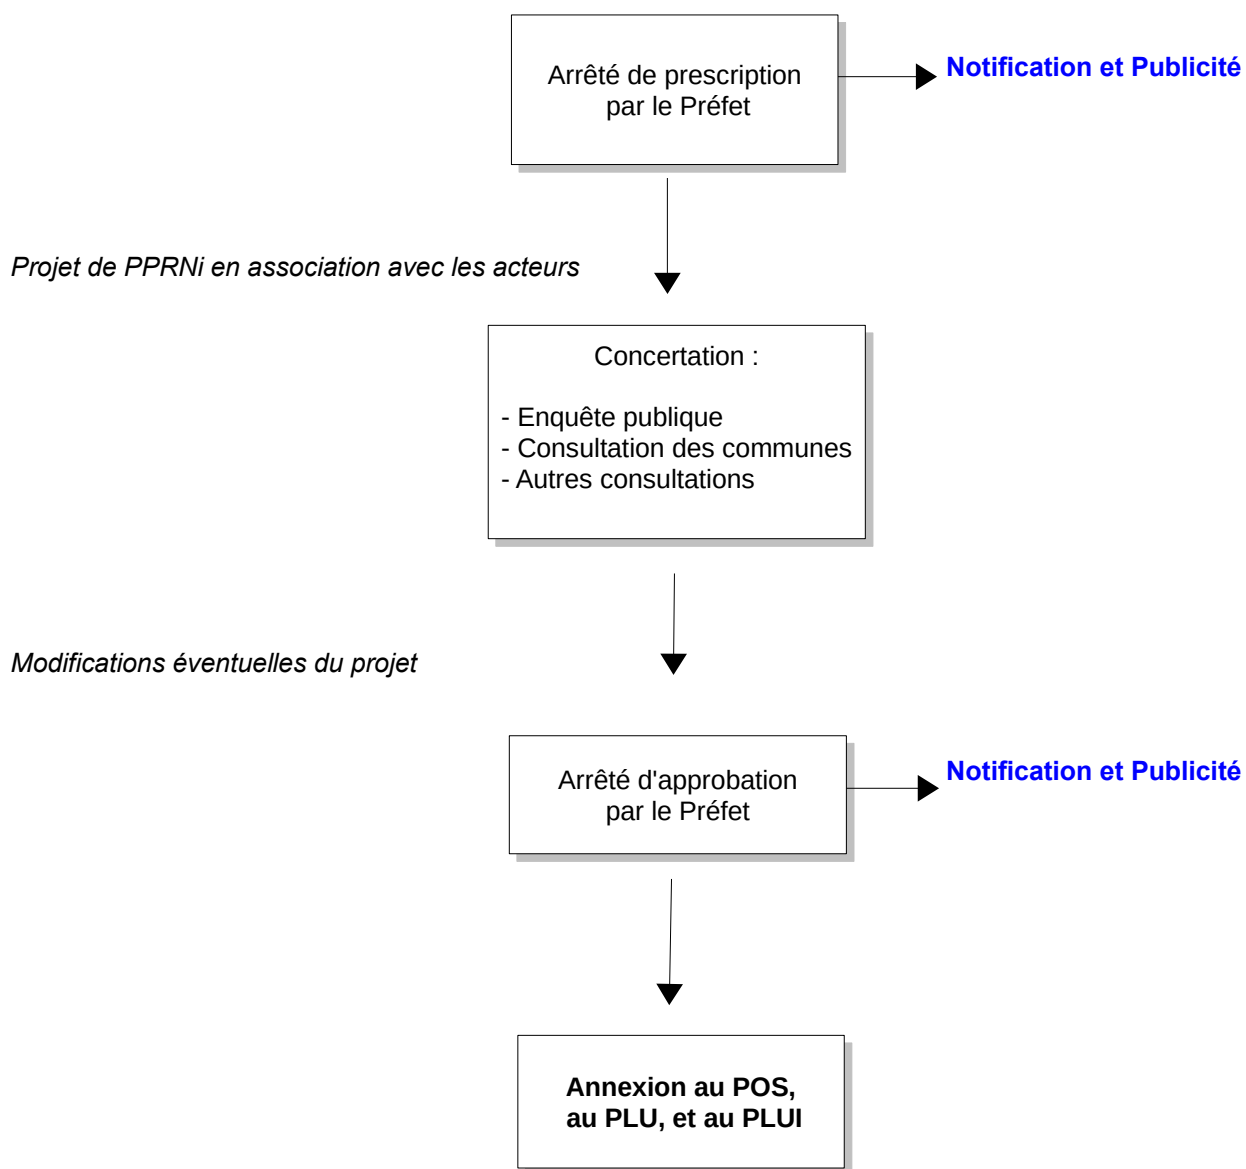 Arrêté de prescription
par le Préfet
Notification et Publicité
Projet de PPRNi en association avec les acteurs
Concertation :
- Enquête publique
- Consultation des communes
- Autres consultations
Modifications éventuelles du projet
Arrêté d'approbation
par le Préfet
Notification et Publicité
Annexion au POS,
au PLU, et au PLUI